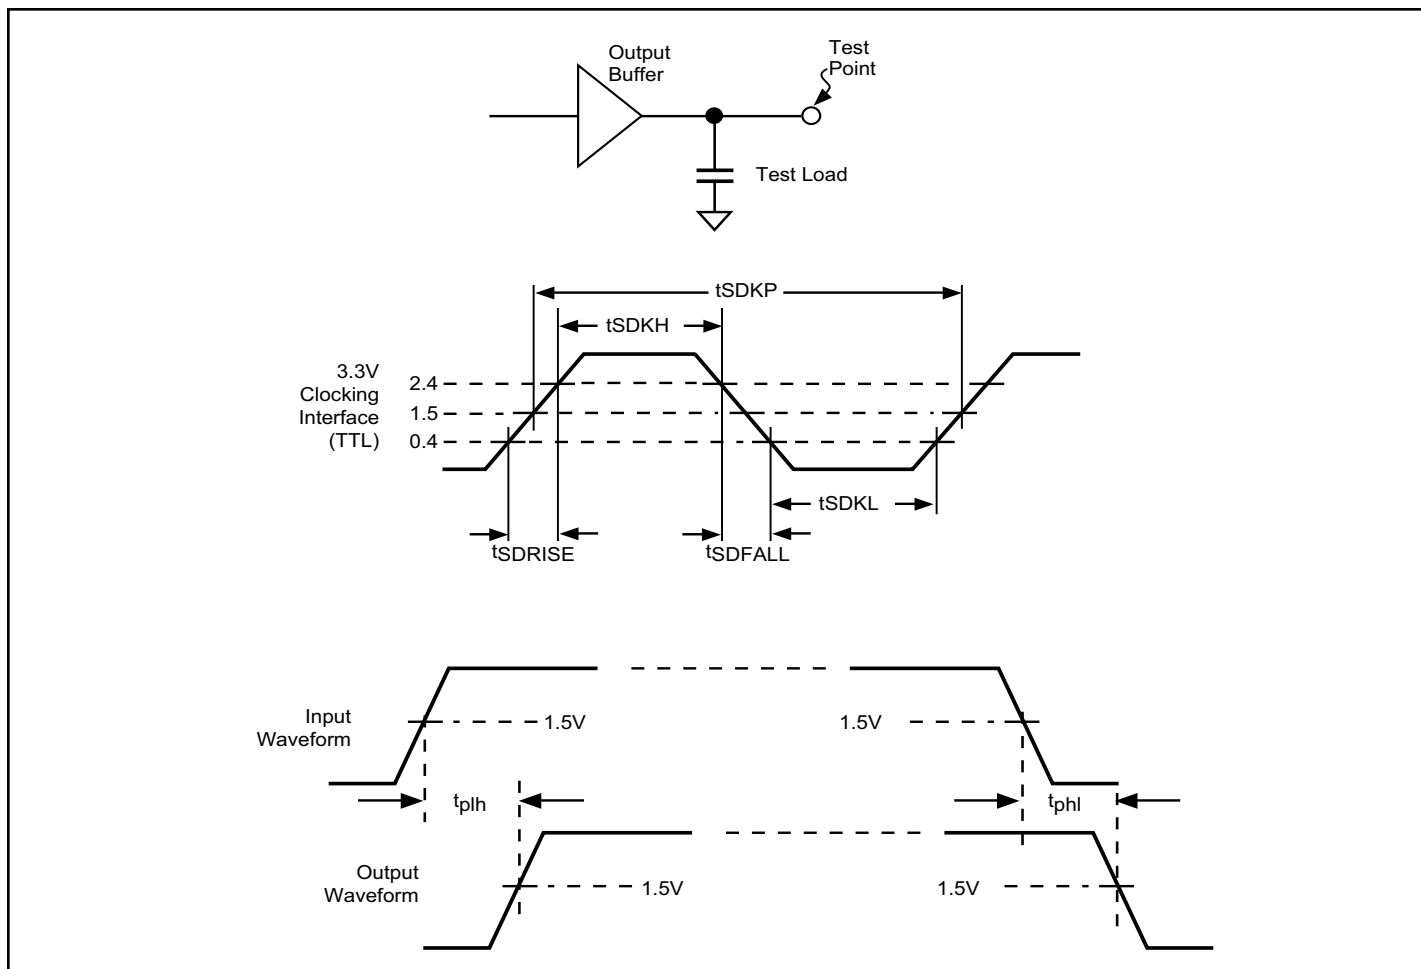 Output
Buffer
Test
Point
Test Load
tSDKP
tSDKH
3.3V
Clocking
Interface
(TTL)
2.4
1.5
0.4
tSDKL
tSDRISE
tSDFALL
Input
Waveform
1.5V
1.5V
tplh
tphl
Output
Waveform
1.5V
1.5V